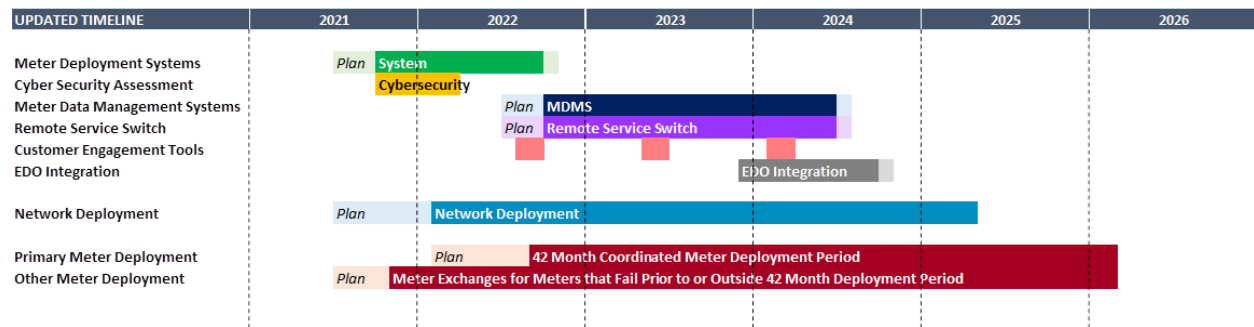 UPDATED TIMELINE 2021 2022 2023 2024 2025 2026
Meter Deployment Systems Plan System
Cyber Security Assessment Cybersecurity
Meter Data Management Systems Plan MDMS
Remote Service Switch Plan Remote Service Switch
Customer Engagement Tools
EDO Integration EDO Integration
Network Deployment Plan Network Deployment
Primary Meter Deployment Plan 42 Month Coordinated Meter Deployment Period
Other Meter Deployment Plan Meter Exchanges for Meters that Fail Prior to or Outside 42 Month Deployment Period